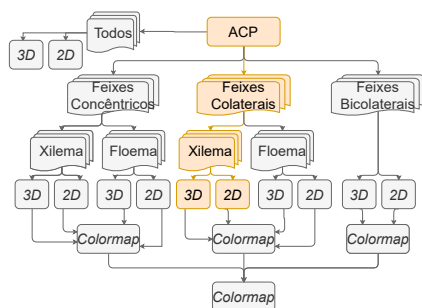 Todos
ACP
3D
2D
Feixes
Concêntricos
Feixes
Colaterais
Feixes
Bicolaterais
Xilema
Floema
Xilema
Floema
3D
2D
3D
2D
3D
2D
3D
2D
3D
2D
Colormap
Colormap
Colormap
Colormap